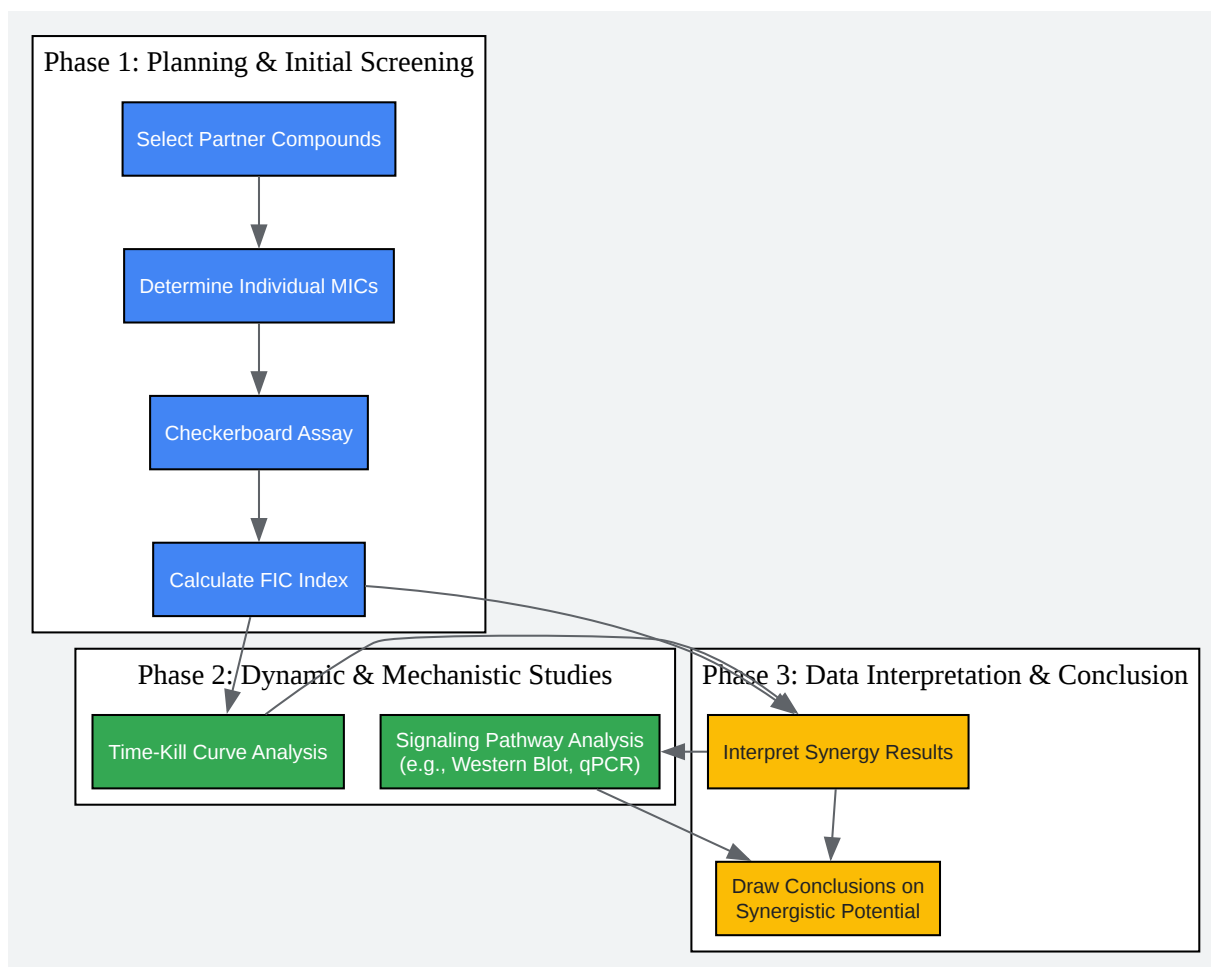 Phase 1: Planning & Initial Screening
Select Partner Compounds
Determine Individual MICs
Checkerboard Assay
Calculate FIC Index
Phase 2: Dynamic & Mechanistic Studies
Time-Kill Curve Analysis
Signaling Pathway Analysis
(e.g., Western Blot, qPCR)
Phase 3: Data Interpretation & Conclusion
Interpret Synergy Results
Draw Conclusions on
Synergistic Potential